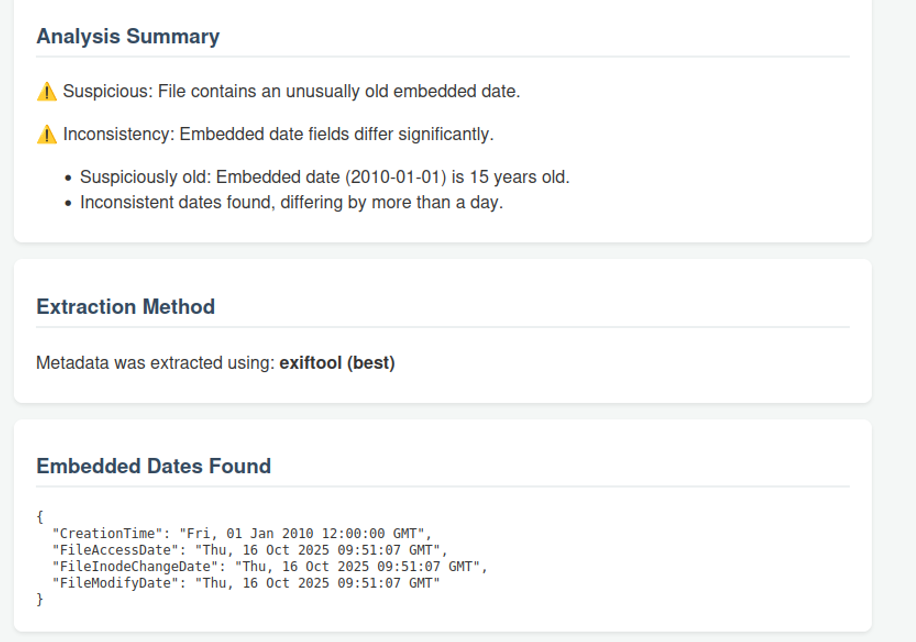 Analysis Summary
⚠️ Suspicious: File contains an unusually old embedded date.
⚠️ Inconsistency: Embedded date fields differ significantly.
• Suspiciously old: Embedded date (2010-01-01) is 15 years old.
• Inconsistent dates found, differing by more than a day.
Extraction Method
Metadata was extracted using: exiftool (best)
Embedded Dates Found
{
  "CreationTime": "Fri, 01 Jan 2010 12:00:00 GMT",
  "FileAccessDate": "Thu, 16 Oct 2025 09:51:07 GMT",
  "FileInodeChangeDate": "Thu, 16 Oct 2025 09:51:07 GMT",
  "FileModifyDate": "Thu, 16 Oct 2025 09:51:07 GMT"
}